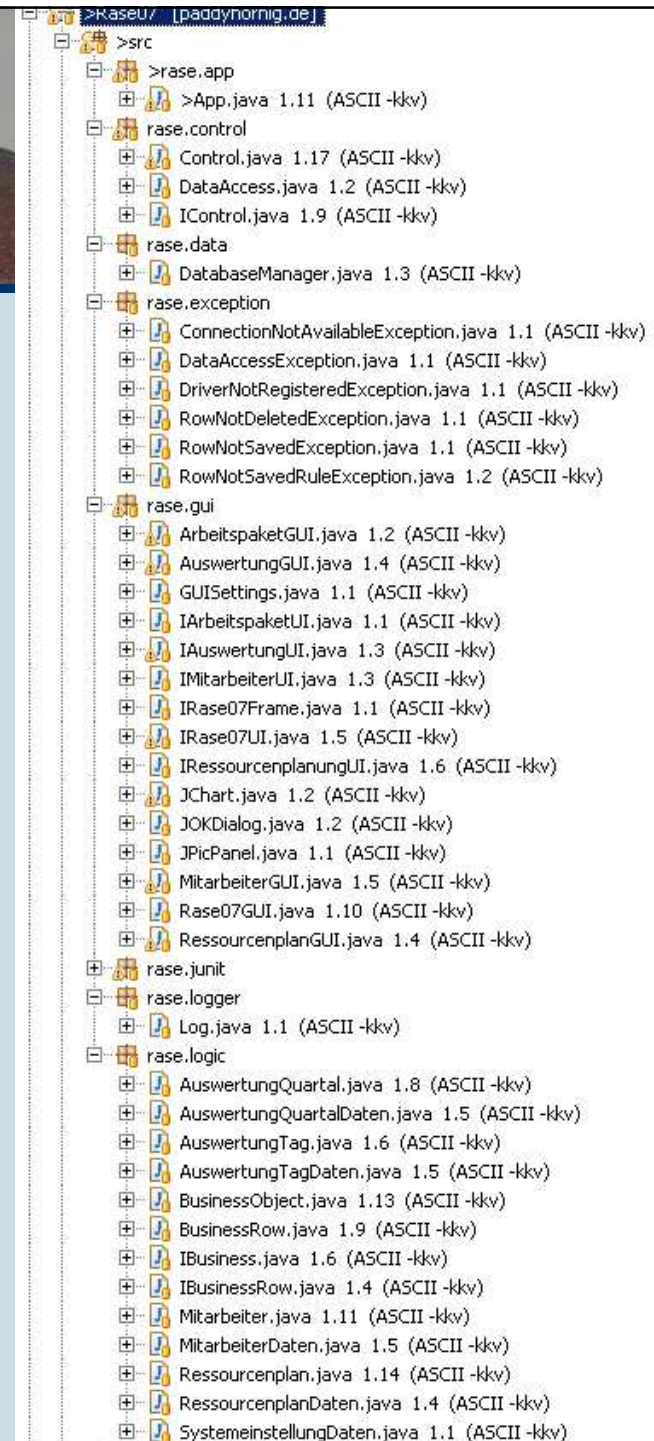 >Rase07 [paddyhornig.de]
>src
>rase.app
>App.java 1.11 (ASCII -kkv)
rase.control
Control.java 1.17 (ASCII -kkv)
DataAccess.java 1.2 (ASCII -kkv)
IControl.java 1.9 (ASCII -kkv)
rase.data
DatabaseManager.java 1.3 (ASCII -kkv)
rase.exception
ConnectionNotAvailableException.java 1.1 (ASCII -kkv)
DataAccessException.java 1.1 (ASCII -kkv)
DriverNotRegisteredException.java 1.1 (ASCII -kkv)
RowNotDeletedException.java 1.1 (ASCII -kkv)
RowNotSavedException.java 1.1 (ASCII -kkv)
RowNotSavedRuleException.java 1.2 (ASCII -kkv)
rase.gui
ArbeitspaketGUI.java 1.2 (ASCII -kkv)
AuswertungGUI.java 1.4 (ASCII -kkv)
GUISettings.java 1.1 (ASCII -kkv)
IArbeitspaketUI.java 1.1 (ASCII -kkv)
IAuswertungUI.java 1.3 (ASCII -kkv)
IMitarbeiterUI.java 1.3 (ASCII -kkv)
IRase07Frame.java 1.1 (ASCII -kkv)
IRase07UI.java 1.5 (ASCII -kkv)
IRessourcenplanungUI.java 1.6 (ASCII -kkv)
JChart.java 1.2 (ASCII -kkv)
JOKDialog.java 1.2 (ASCII -kkv)
JPicPanel.java 1.1 (ASCII -kkv)
MitarbeiterGUI.java 1.5 (ASCII -kkv)
Rase07GUI.java 1.10 (ASCII -kkv)
RessourcenplanGUI.java 1.4 (ASCII -kkv)
rase.junit
rase.logger
Log.java 1.1 (ASCII -kkv)
rase.logic
AuswertungQuartal.java 1.8 (ASCII -kkv)
AuswertungQuartalDaten.java 1.5 (ASCII -kkv)
AuswertungTag.java 1.6 (ASCII -kkv)
AuswertungTagDaten.java 1.5 (ASCII -kkv)
BusinessObject.java 1.13 (ASCII -kkv)
BusinessRow.java 1.9 (ASCII -kkv)
IBusiness.java 1.6 (ASCII -kkv)
IBusinessRow.java 1.4 (ASCII -kkv)
Mitarbeiter.java 1.11 (ASCII -kkv)
MitarbeiterDaten.java 1.5 (ASCII -kkv)
Ressourcenplan.java 1.14 (ASCII -kkv)
RessourcenplanDaten.java 1.4 (ASCII -kkv)
SystemeinstellungDaten.java 1.1 (ASCII -kkv)